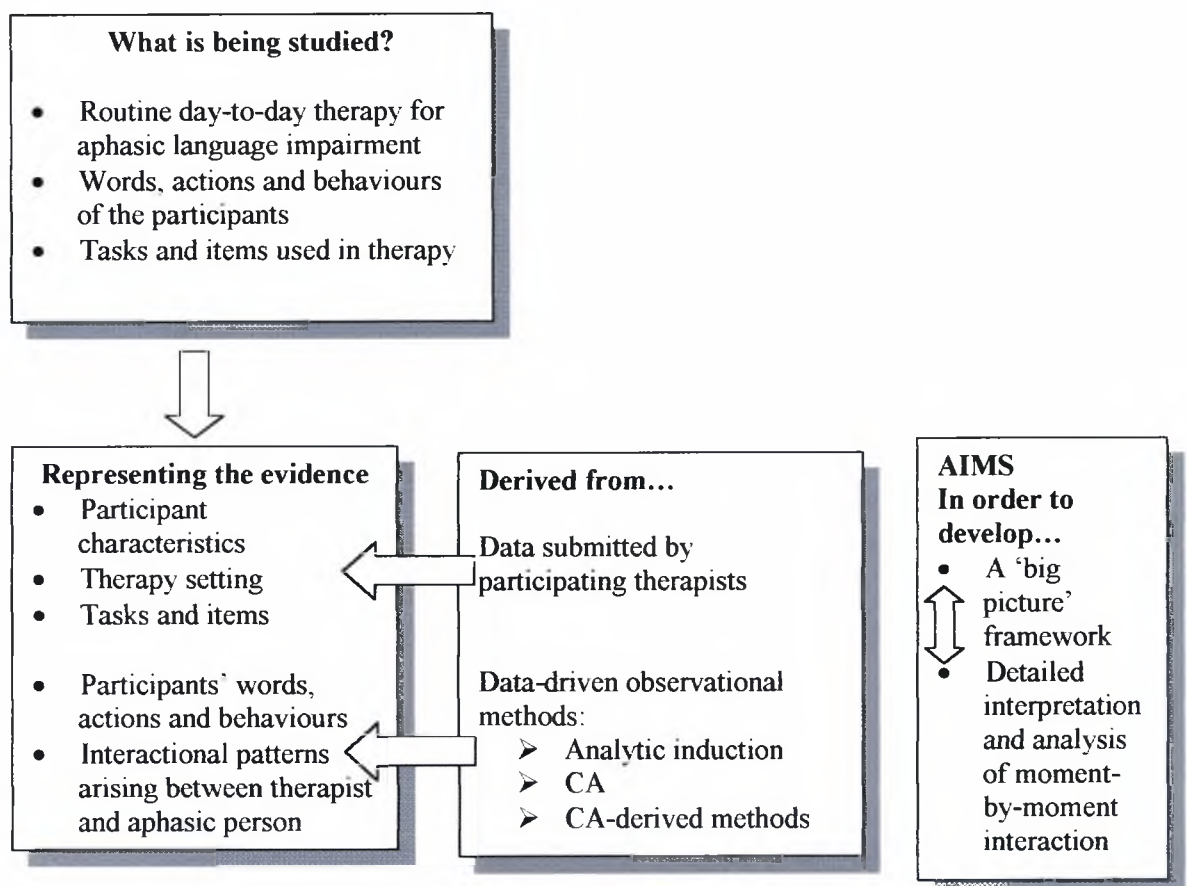 What is being studied?
• Routine day-to-day therapy for
aphasic language impairment
• Words, actions and behaviours
of the participants
• Tasks and items used in therapy
Representing the evidence
• Participant
characteristics
• Therapy setting
• Tasks and items
• Participants' words,
actions and behaviours
• Interactional patterns
arising between therapist
and aphasic person
Derived from...
Data submitted by
participating therapists
Data-driven observational
methods:
➢ Analytic induction
➢ CA
➢ CA-derived methods
AIMS
In order to
develop...
• A 'big
picture'
framework
• Detailed
interpretation
and analysis
of moment-
by-moment
interaction